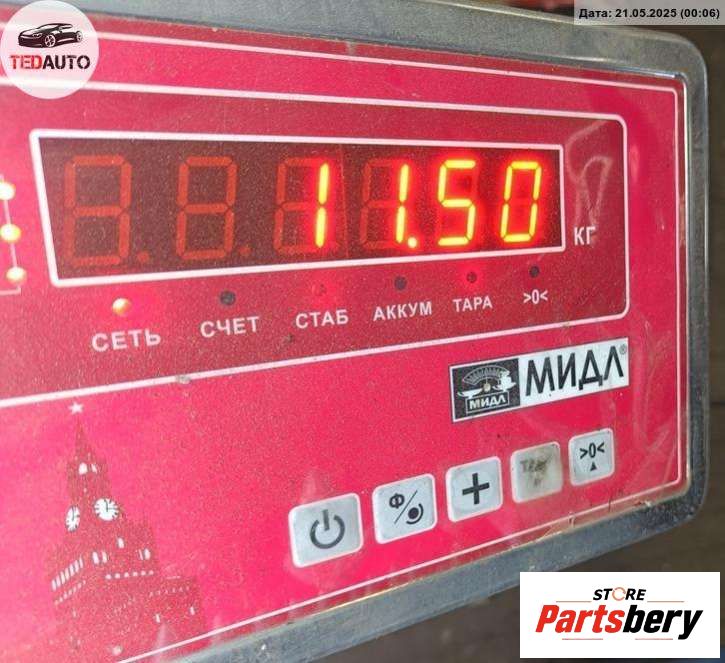 Дата: 21.05.2025 (00:06)
TEDAUTO
11.50
КГ
СЕТЬ СЧЕТ СТАБ АККУМ ТАРА >0<
МИДЛ МИДЛ®
Ф >0<
STORE
Partsbery